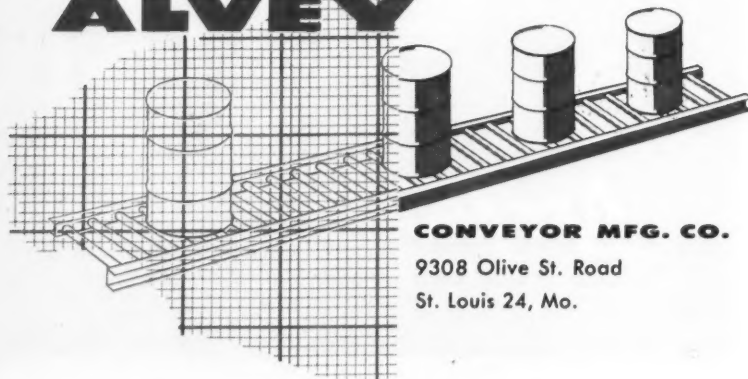 ALVEY
CONVEYOR MFG. CO.
9308 Olive St. Road
St. Louis 24, Mo.